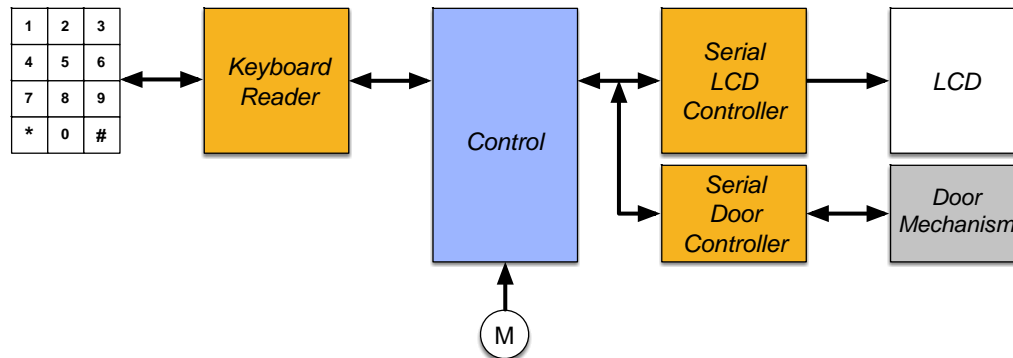 1 2 3
4 5 6
7 8 9
* 0 #
Keyboard
Reader
Control
Serial
LCD
Controller
LCD
Serial
Door
Controller
Door
Mechanism
M